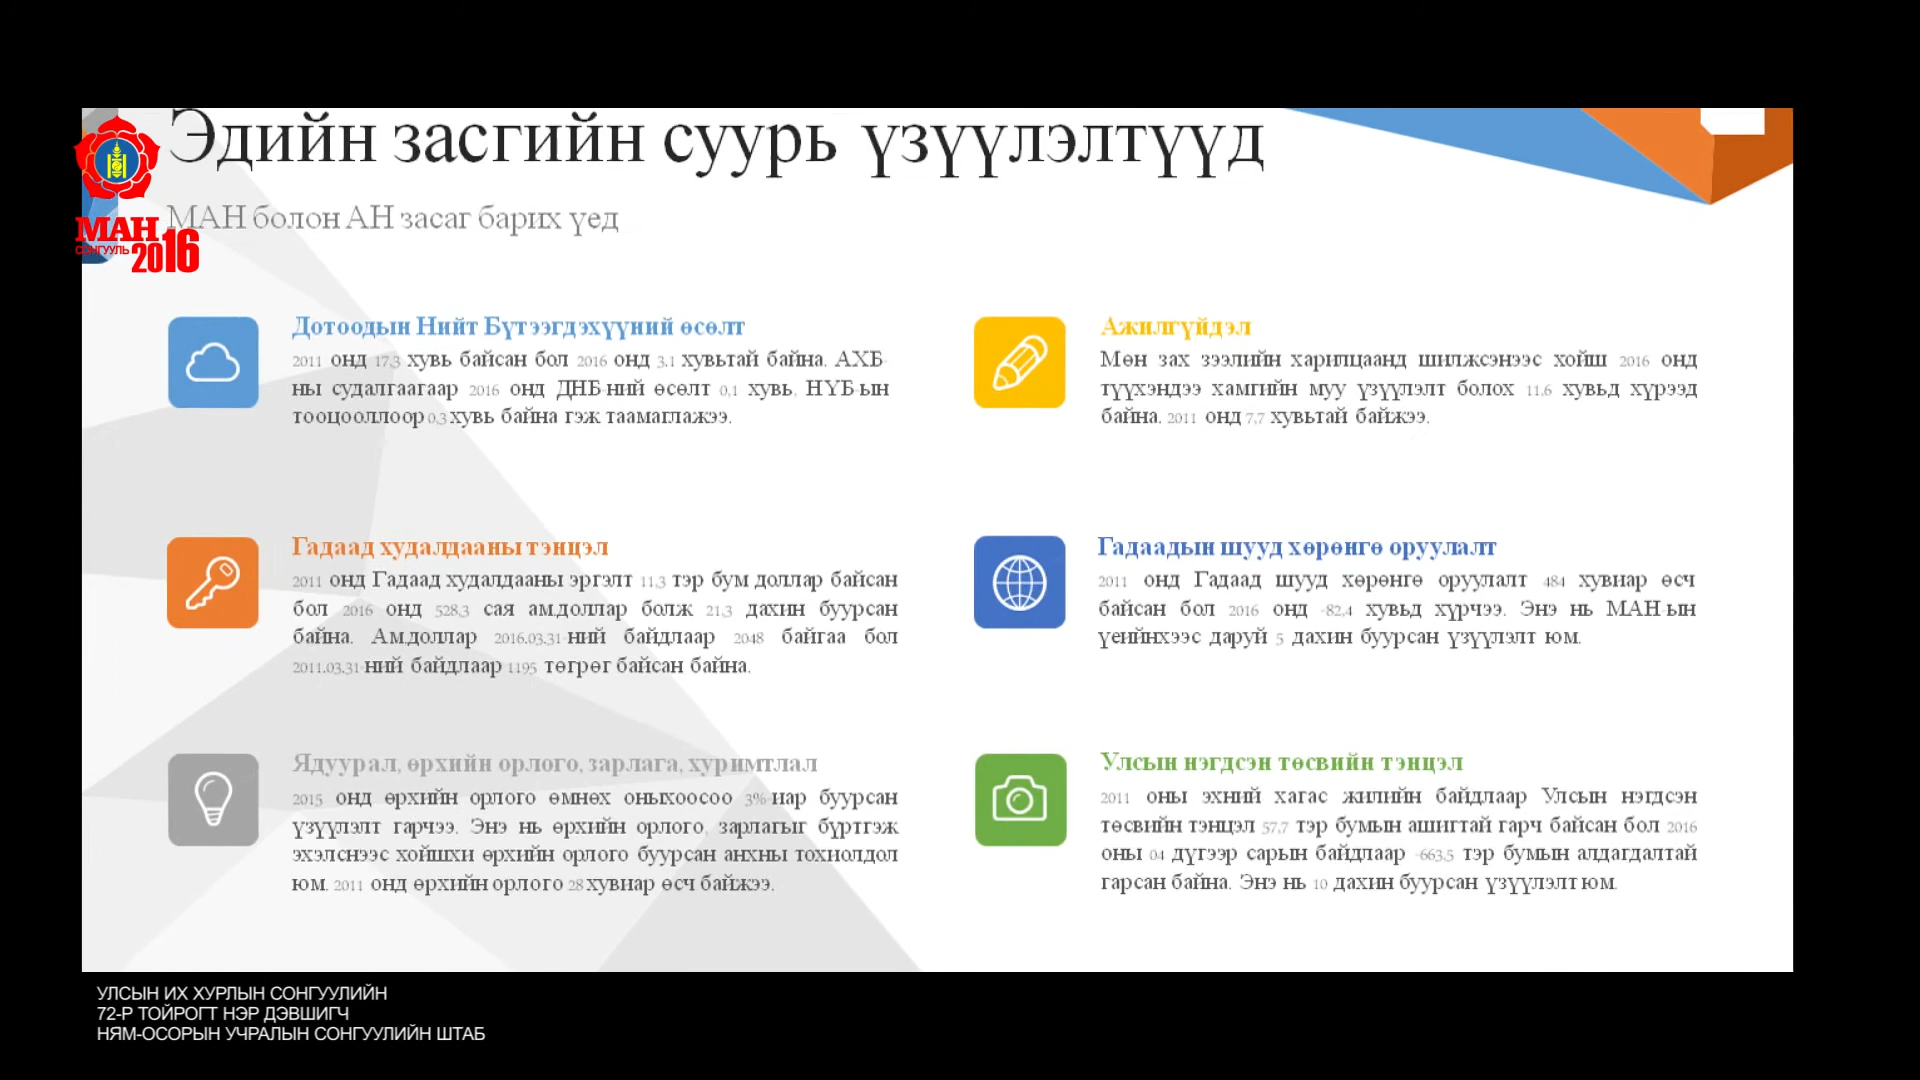 Эдийн засгийн суурь үзүүлэлтүүд
МАН болон АН засаг барих үед
МАН
СОНГУУЛЬ
2016
Дотоодын Нийт Бүтээгдэхүүний өсөлт
2011 онд 17,3 хувь байсан бол 2016 онд 3,1 хувьтай байна. АХБ-
ны судалгаагаар 2016 онд ДНБ-ний өсөлт 0,1 хувь, НҮБ-ын
тооцооллоор 0,3 хувь байна гэж таамаглажээ.
Ажилгүйдэл
Мөн зах зээлийн харилцаанд шилжсэнээс хойш 2016 онд
түүхэндээ хамгийн муу үзүүлэлт болох 11,6 хувьд хүрээд
байна. 2011 онд 7,7 хувьтай байжээ.
Гадаад худалдааны тэнцэл
2011 онд Гадаад худалдааны эргэлт 11,3 тэр бум доллар байсан
бол 2016 онд 528,3 сая ам.доллар болж 21,3 дахин буурсан
байна. Ам.доллар 2016.03.31-ний байдлаар 2048 байгаа бол
2011.03.31-ний байдлаар 1195 төгрөг байсан байна.
Гадаадын шууд хөрөнгө оруулалт
2011 онд Гадаад шууд хөрөнгө оруулалт 484 хувиар өсч
байсан бол 2016 онд -82,4 хувьд хүрчээ. Энэ нь МАН-ын
үеийнхээс даруй 5 дахин буурсан үзүүлэлт юм.
Ядуурал, өрхийн орлого, зарлага, хуримтлал
2015 онд өрхийн орлого өмнөх оныхоосоо 3%-иар буурсан
үзүүлэлт гарчээ. Энэ нь өрхийн орлого, зарлагыг бүртгэж
эхэлснээс хойшхи өрхийн орлого буурсан анхны тохиолдол
юм. 2011 онд өрхийн орлого 28 хувиар өсч байжээ.
Улсын нэгдсэн төсвийн тэнцэл
2011 оны эхний хагас жилийн байдлаар Улсын нэгдсэн
төсвийн тэнцэл 57,7 тэр бумын ашигтай гарч байсан бол 2016
оны 04 дүгээр сарын байдлаар -663,5 тэр бумын алдагдалтай
гарсан байна. Энэ нь 10 дахин буурсан үзүүлэлт юм.
УЛСЫН ИХ ХУРЛЫН СОНГУУЛИЙН
72-Р ТОЙРОГТ НЭР ДЭВШИГЧ
НЯМ-ОСОРЫН УЧРАЛЫН СОНГУУЛИЙН ШТАБ